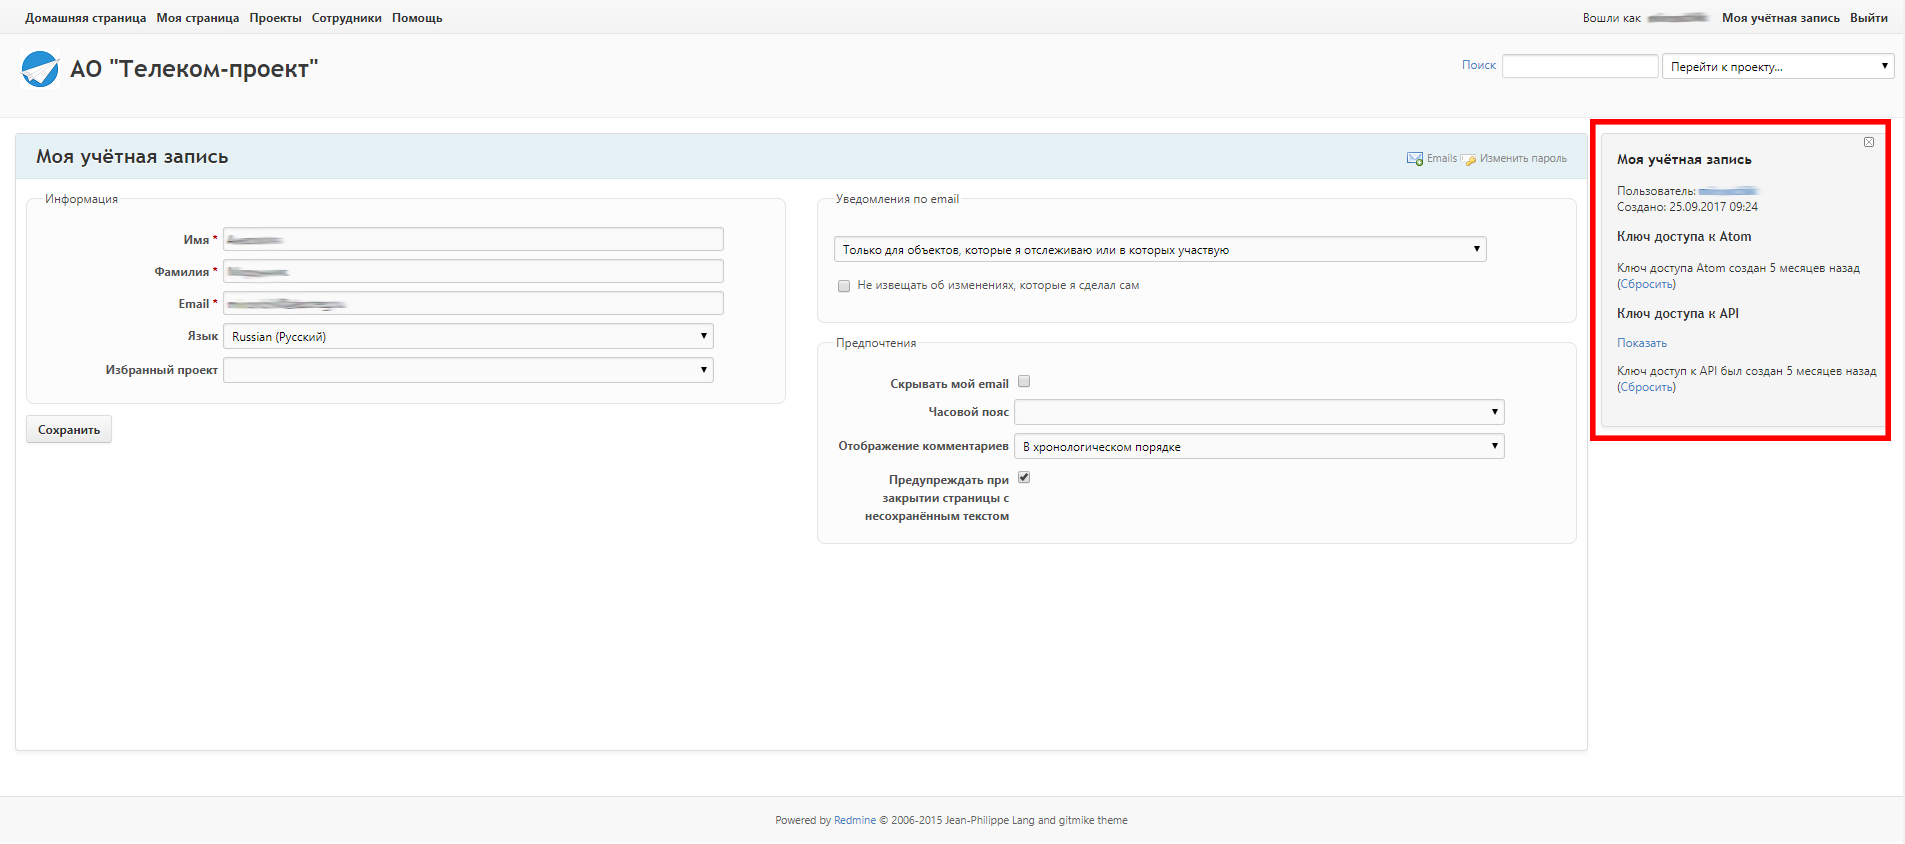 Домашняя страница Моя страница Проекты Сотрудники Помощь
Вошли как Моя учётная запись Выйти
АО "Телеком-проект"
Поиск Перейти к проекту...
Моя учётная запись
Emails Изменить пароль
Информация
Имя *
Фамилия *
Email *
Язык Russian (Русский)
Избранный проект
Сохранить
Уведомления по email
Только для объектов, которые я отслеживаю или в которых участвую
Не извещать об изменениях, которые я сделал сам
Предпочтения
Скрывать мой email
Часовой пояс
Отображение комментариев В хронологическом порядке
Предупреждать при
закрытии страницы с
несохранённым текстом
Моя учётная запись
Пользователь:
Создано: 25.09.2017 09:24
Ключ доступа к Atom
Ключ доступа Atom создан 5 месяцев назад
(Сбросить)
Ключ доступа к API
Показать
Ключ доступ к API был создан 5 месяцев назад
(Сбросить)
Powered by Redmine © 2006-2015 Jean-Philippe Lang and gitmike theme